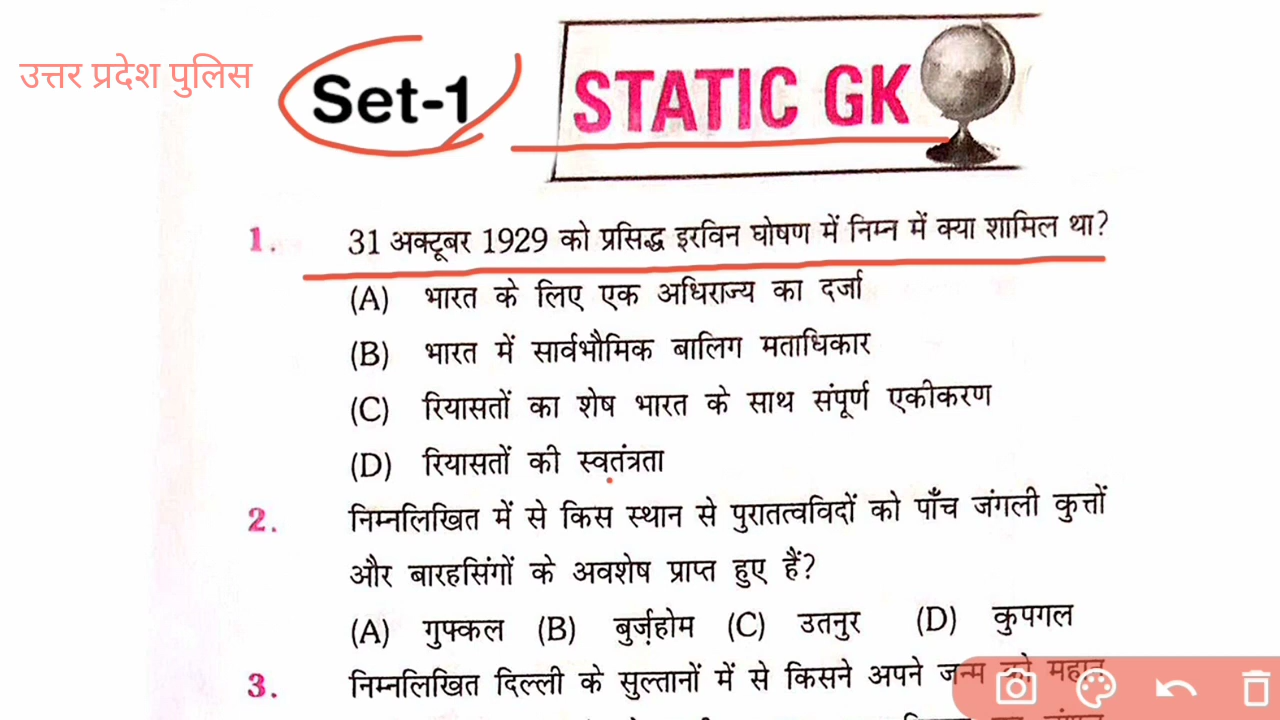 उत्तर प्रदेश पुलिस
Set-1
STATIC GK
1. 31 अक्टूबर 1929 को प्रसिद्ध इरविन घोषण में निम्न में क्या शामिल था?
(A) भारत के लिए एक अधिराज्य का दर्जा
(B) भारत में सार्वभौमिक बालिग मताधिकार
(C) रियासतों का शेष भारत के साथ संपूर्ण एकीकरण
(D) रियासतों की स्वतंत्रता
2. निम्नलिखित में से किस स्थान से पुरातत्वविदों को पाँच जंगली कुत्तों
और बारहसिंगों के अवशेष प्राप्त हुए हैं?
(A) गुफ्कल (B) बुर्ज़होम (C) उतनुर (D) कुपगल
3. निम्नलिखित दिल्ली के सुल्तानों में से किसने अपने जन्म को महान